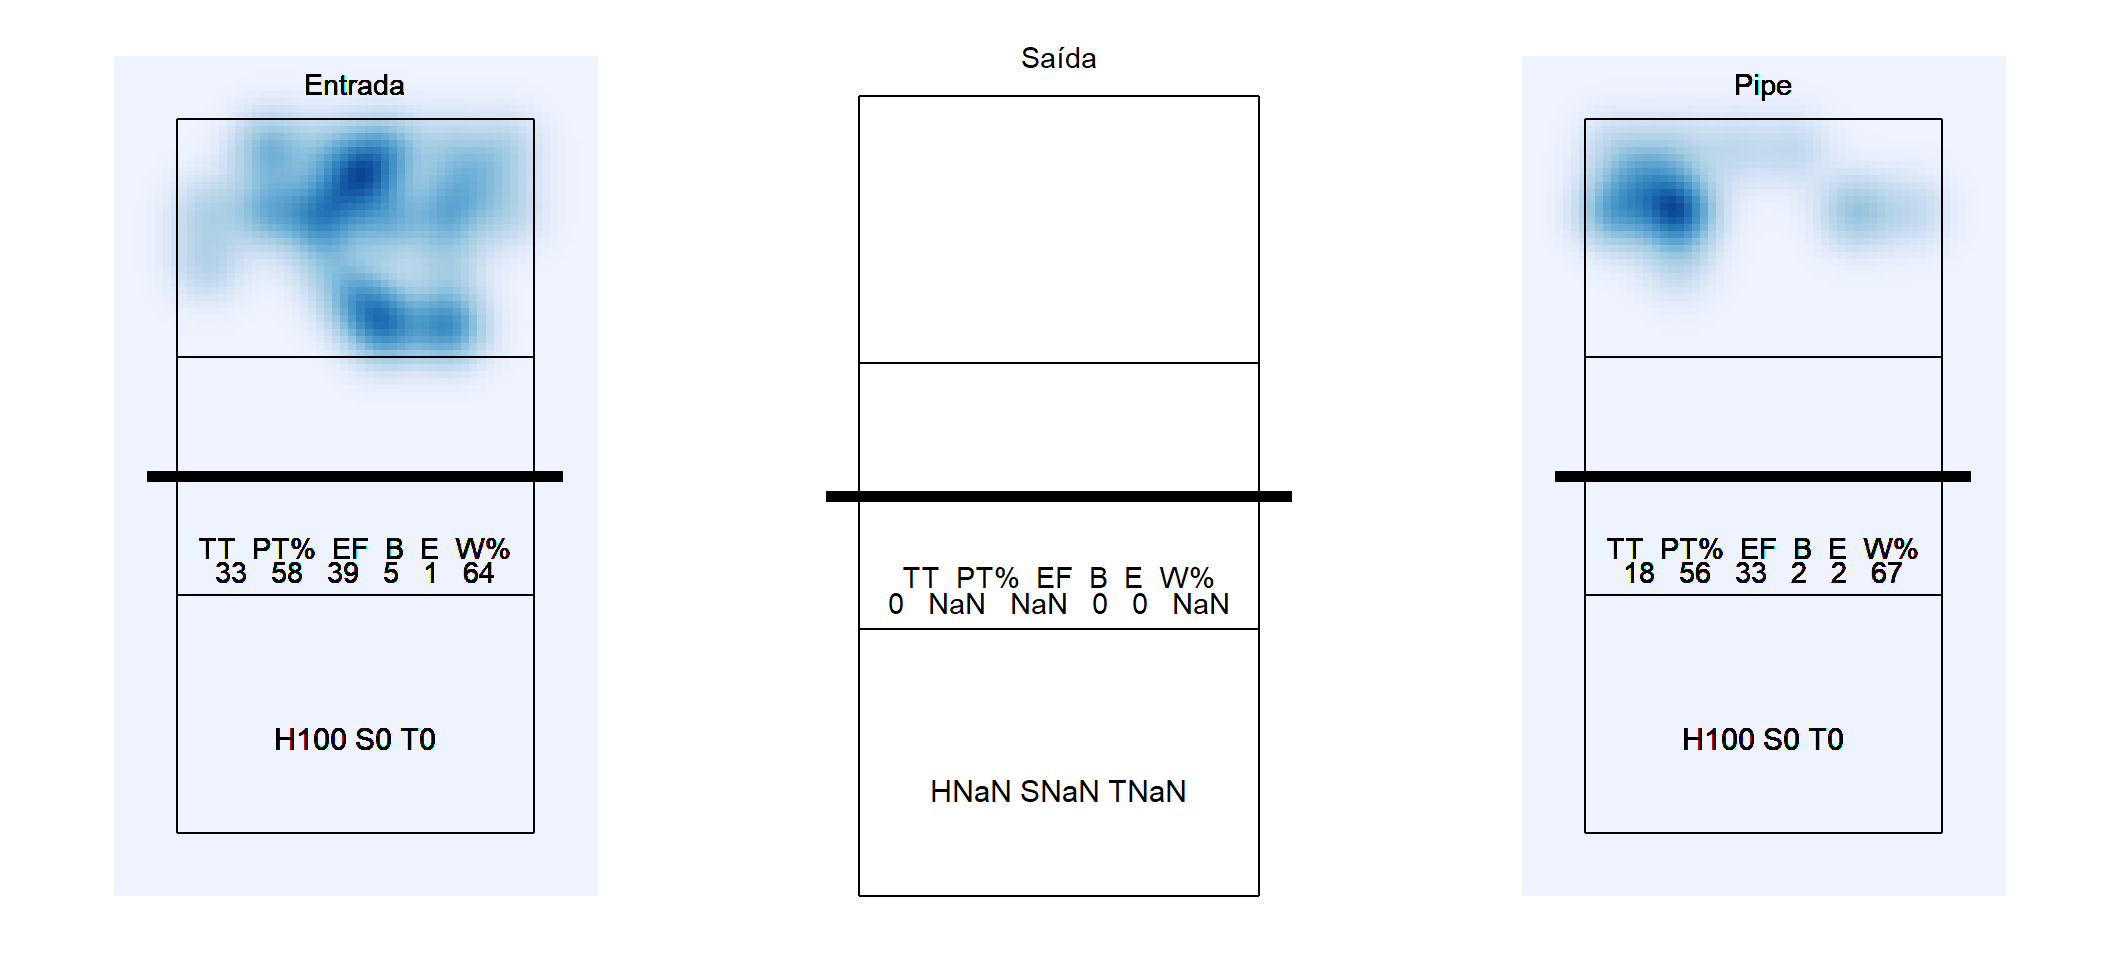 Entrada
TT PT% EF B E W%
33 58 39 5 1 64
H100 S0 T0
Saída
TT PT% EF B E W%
0 NaN NaN 0 0 NaN
HNaN SNaN TNaN
Pipe
TT PT% EF B E W%
18 56 33 2 2 67
H100 S0 T0